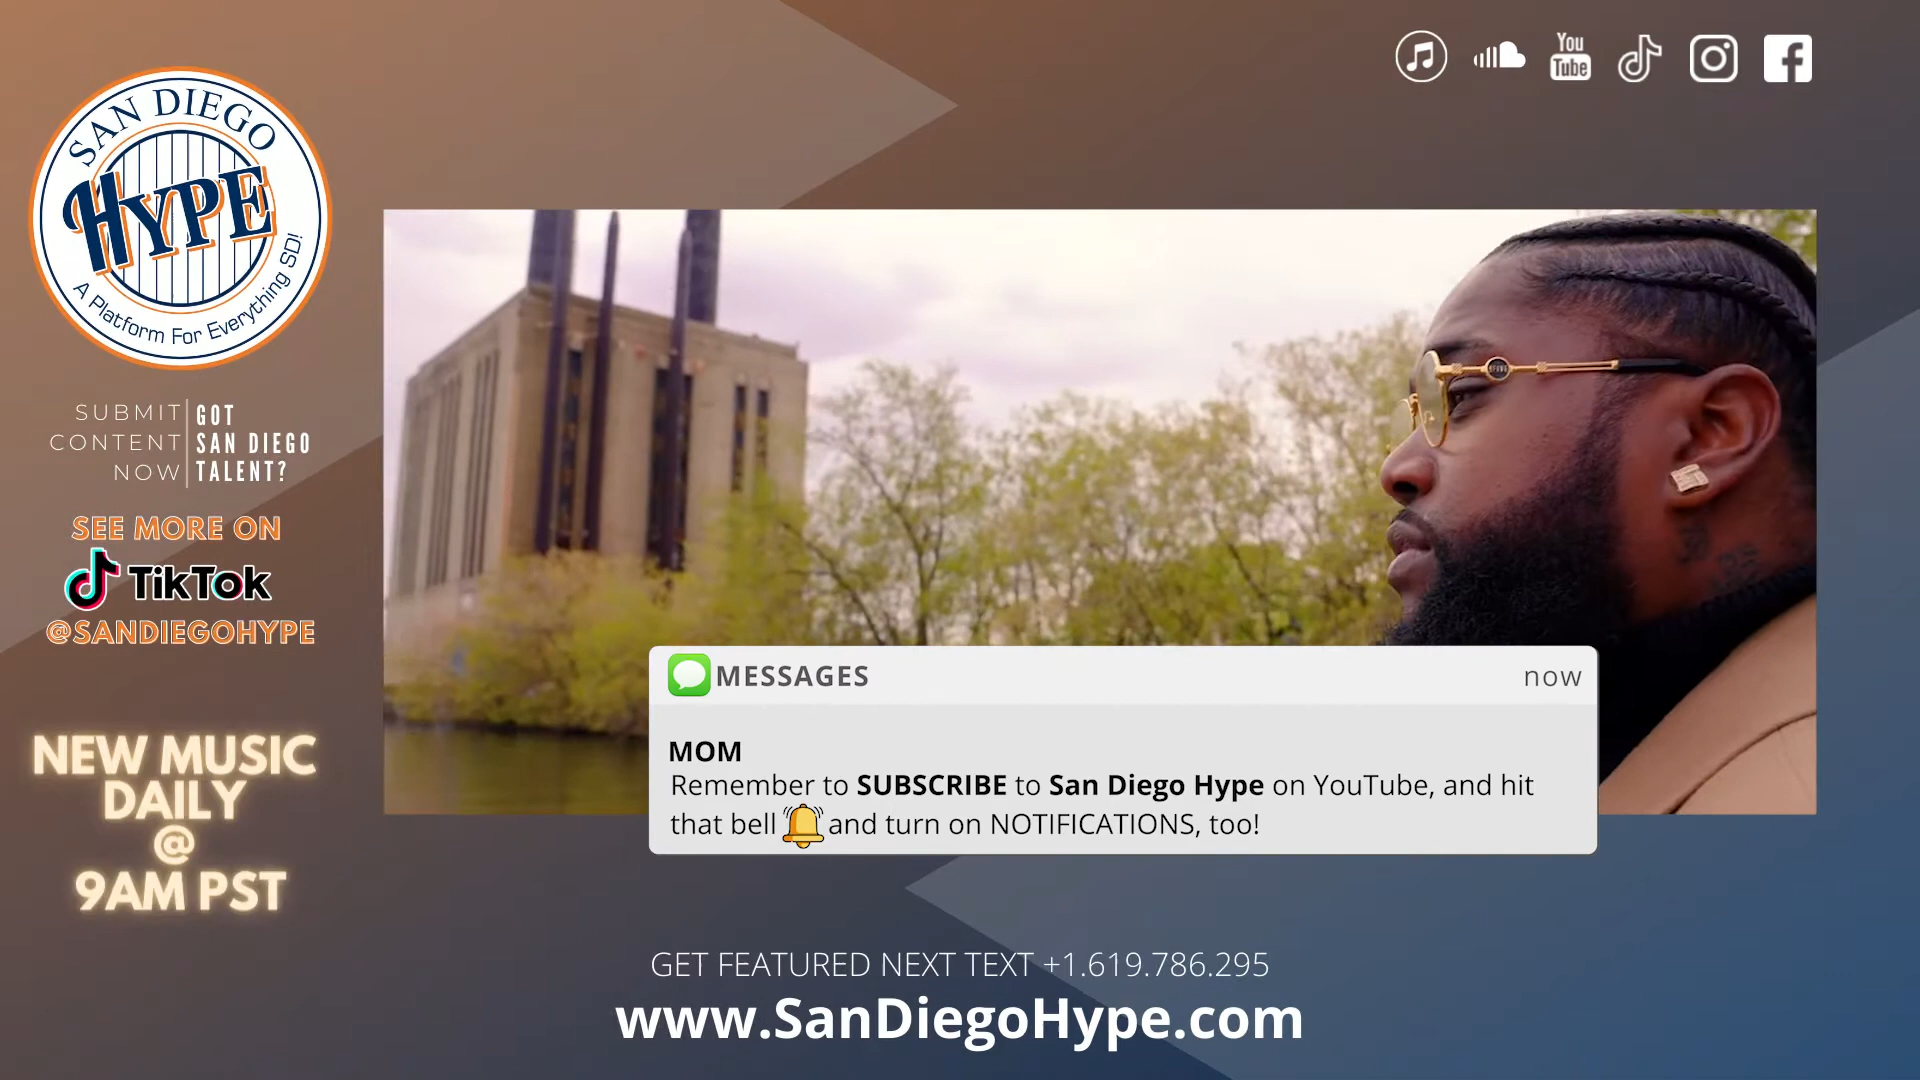 SAN DIEGO
HYPE
A Platform For Everything SD!
SUBMIT
CONTENT
NOW
GOT
SAN DIEGO
TALENT?
SEE MORE ON
TikTok
@SANDIEGOHYPE
NEW MUSIC
DAILY
@
9AM PST
You
Tube
MESSAGES
now
MOM
Remember to SUBSCRIBE to San Diego Hype on YouTube, and hit
that bell and turn on NOTIFICATIONS, too!
GET FEATURED NEXT TEXT +1.619.786.295
www.SanDiegoHype.com